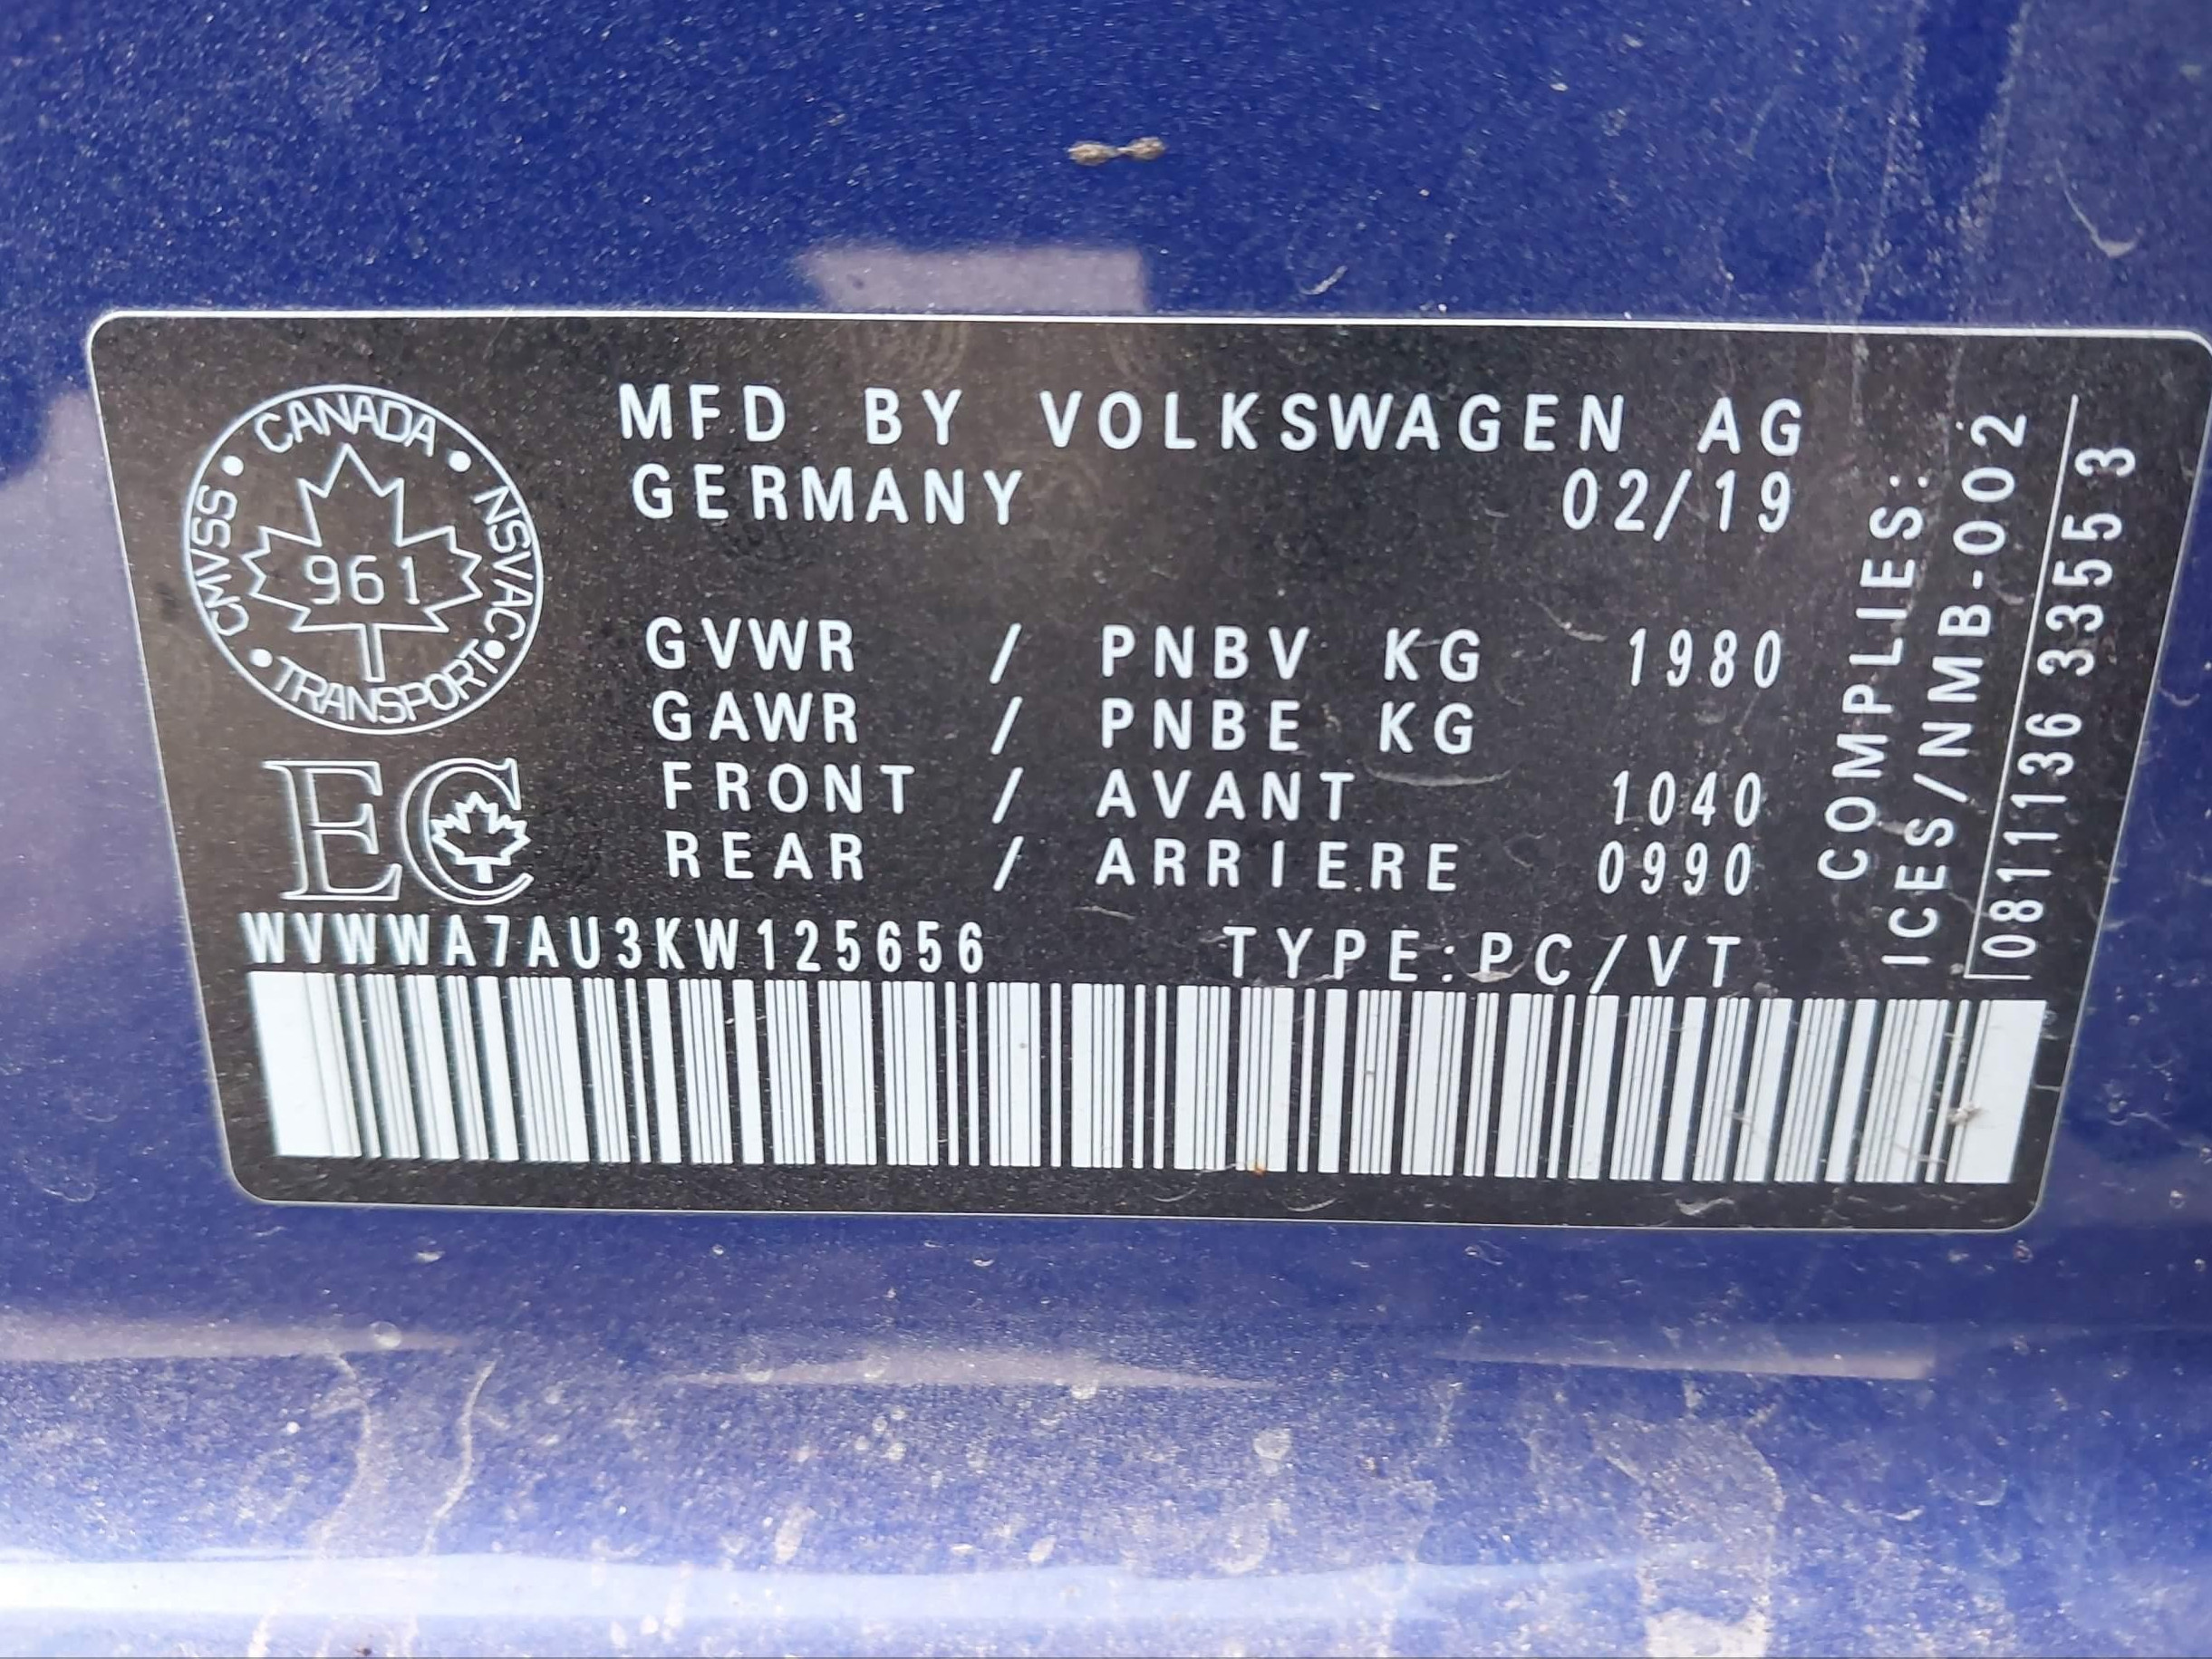 CANADA
NSVAC
TRANSPORT
CMVSS
961
EC
MFD BY VOLKSWAGEN AG
GERMANY 02/19
GVWR / PNBV KG 1980
GAWR / PNBE KG
FRONT / AVANT 1040
REAR / ARRIERE 0990
WVWWA7AU3KW125656 TYPE:PC/VT
COMPLIES:
ICES/NMB-002
0811136 33553